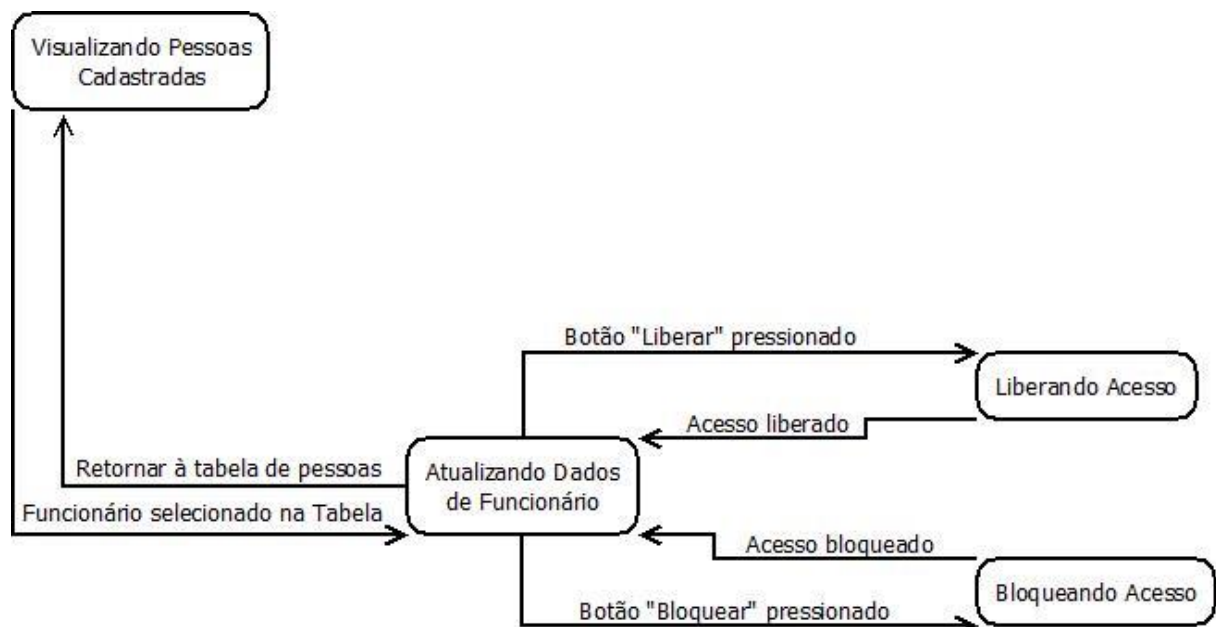 Visualizando Pessoas
Cadastradas
Botão "Liberar" pressionado
Liberando Acesso
Acesso liberado
Retornar à tabela de pessoas
Atualizando Dados
de Funcionário
Funcionário selecionado na Tabela
Acesso bloqueado
Bloqueando Acesso
Botão "Bloquear" pressionado